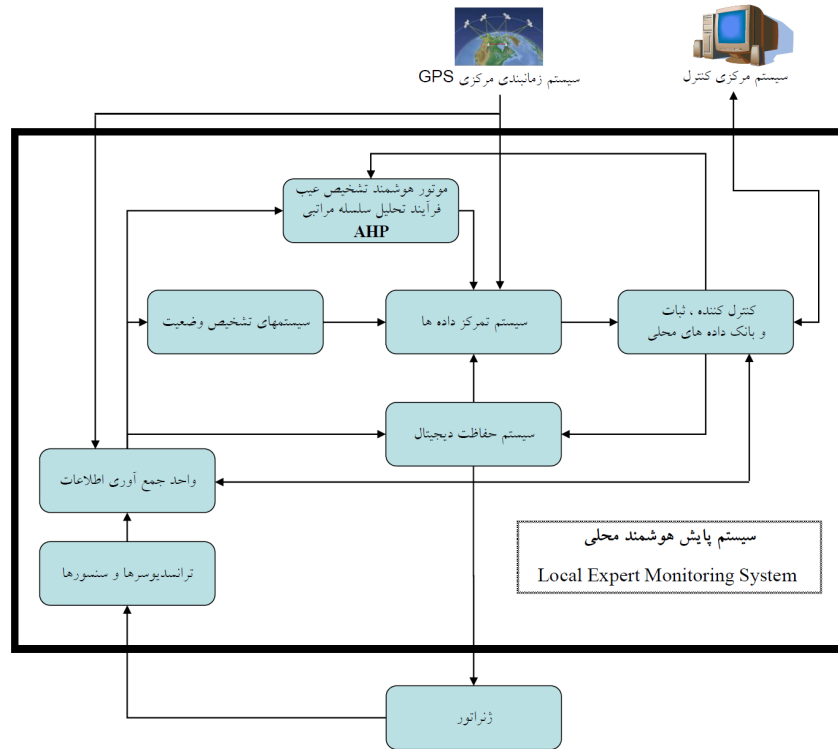 سیستم مرکزی کنترل
سیستم زمانبندی مرکزی GPS
موتور هوشمند تشخیص عیب
فرآیند تحلیل سلسله مراتبی
AHP
کنترل کننده ، ثبات
و بانک داده های محلی
سیستم تمرکز داده ها
سیستمهای تشخیص وضعیت
سیستم حفاظت دیجیتال
واحد جمع آوری اطلاعات
ترانسدیوسرها و سنسورها
سیستم پایش هوشمند محلی
Local Expert Monitoring System
ژنراتور